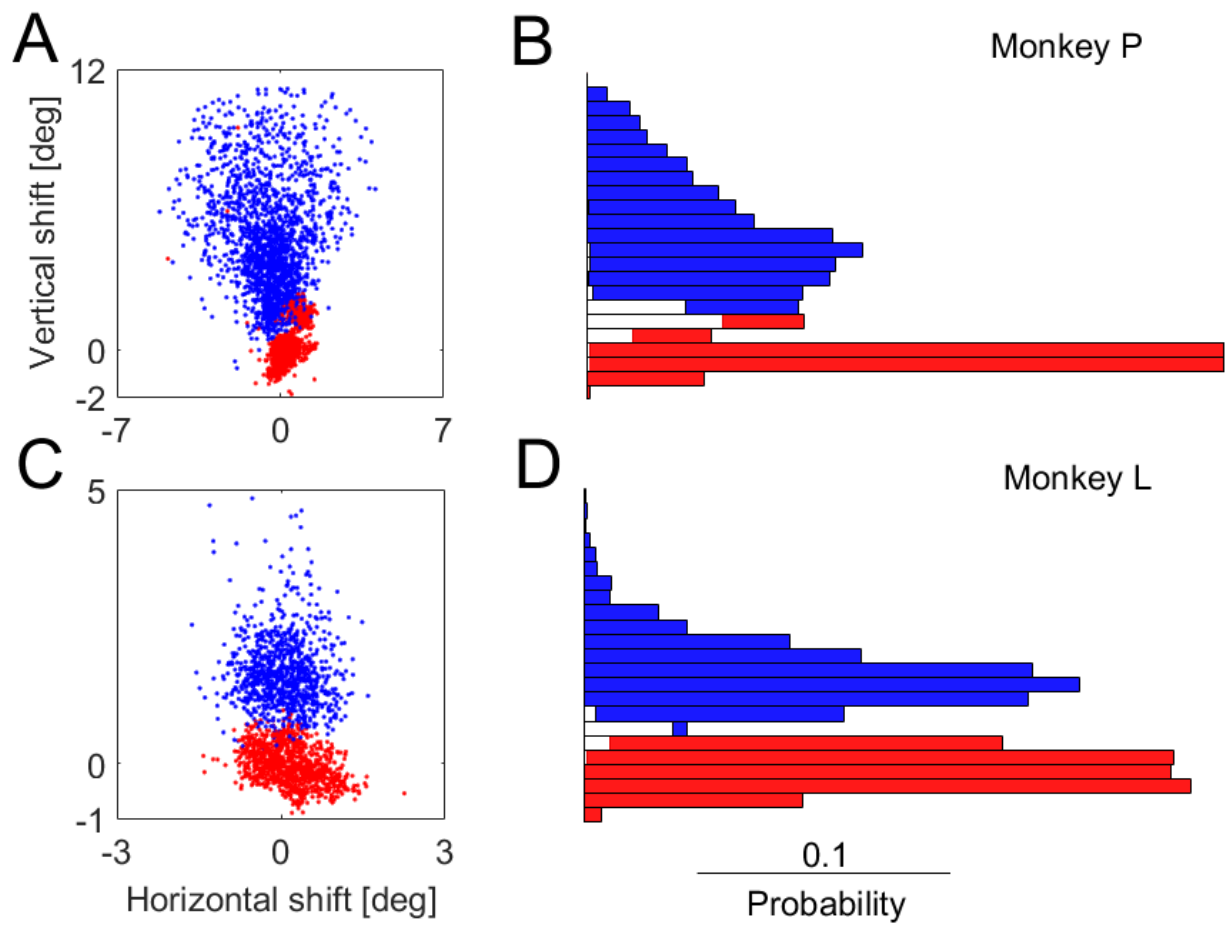 A
B
Monkey P
12
Vertical shift [deg]
0
-2
-7
0
7
C
D
Monkey L
5
0
-1
-3
0
3
Horizontal shift [deg]
0.1
Probability